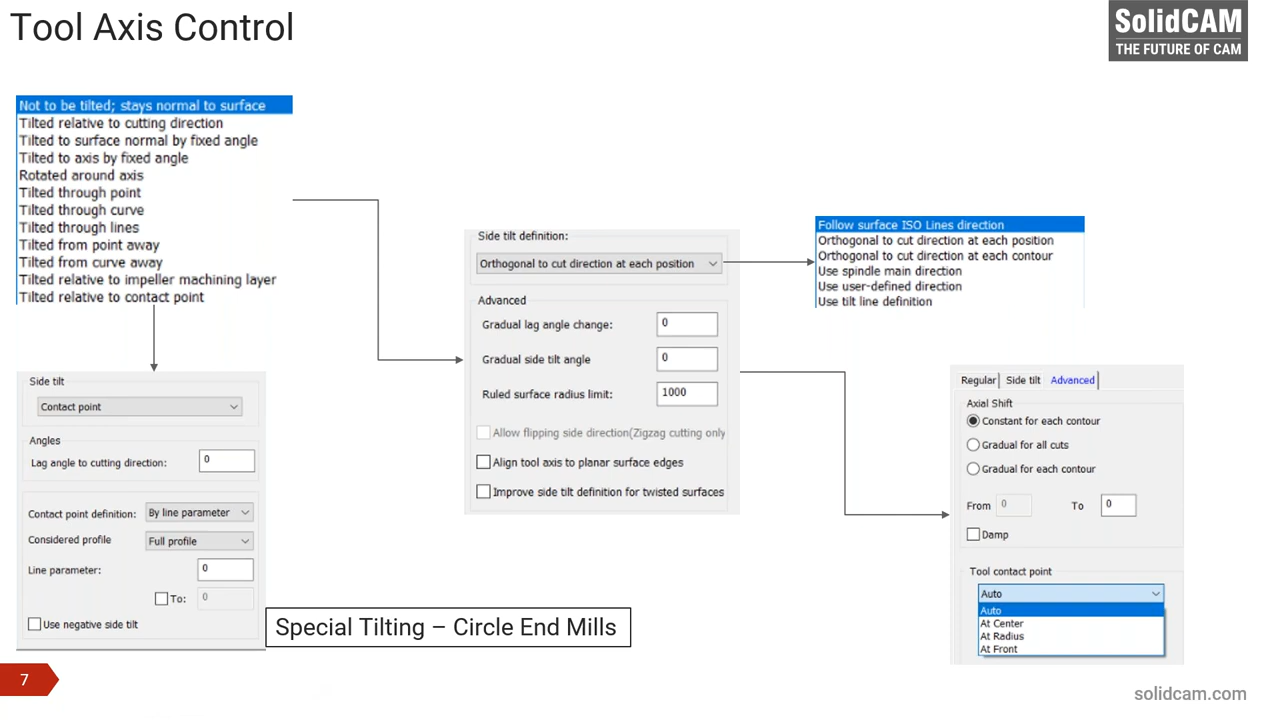 Tool Axis Control
SolidCAM
THE FUTURE OF CAM
Not to be tilted; stays normal to surface
Tilted relative to cutting direction
Tilted to surface normal by fixed angle
Tilted to axis by fixed angle
Rotated around axis
Tilted through point
Tilted through curve
Tilted through lines
Tilted from point away
Tilted from curve away
Tilted relative to impeller machining layer
Tilted relative to contact point
Side tilt
Contact point
Angles
Lag angle to cutting direction: 0
Contact point definition: By line parameter
Considered profile Full profile
Line parameter: 0
To: 0
Use negative side tilt
Special Tilting – Circle End Mills
Side tilt definition:
Orthogonal to cut direction at each position
Advanced
Gradual lag angle change: 0
Gradual side tilt angle 0
Ruled surface radius limit: 1000
Allow flipping side direction(Zigzag cutting only
Align tool axis to planar surface edges
Improve side tilt definition for twisted surfaces
Follow surface ISO Lines direction
Orthogonal to cut direction at each position
Orthogonal to cut direction at each contour
Use spindle main direction
Use user-defined direction
Use tilt line definition
Regular Side tilt Advanced
Axial Shift
Constant for each contour
Gradual for all cuts
Gradual for each contour
From 0 To 0
Damp
Tool contact point
Auto
Auto
At Center
At Radius
At Front
7
solidcam.com